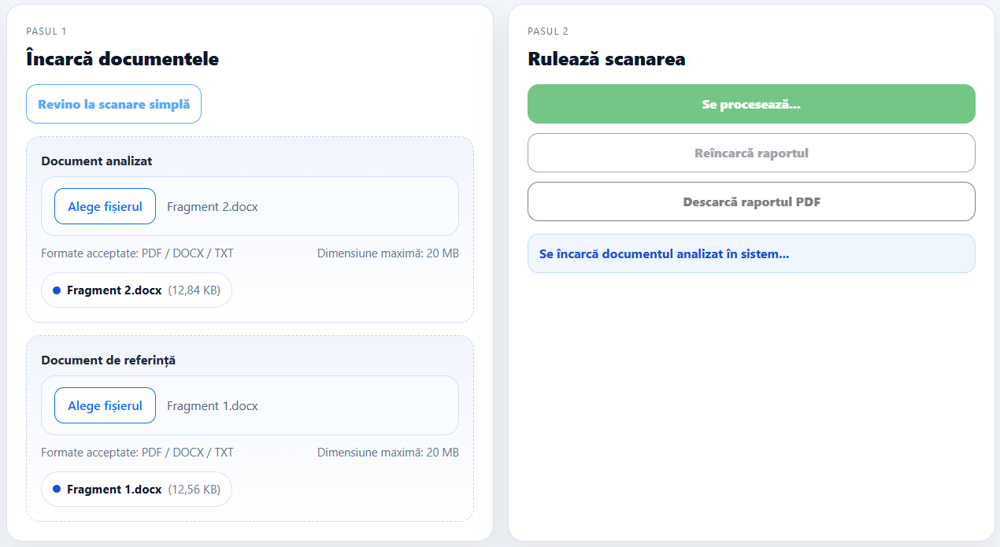 PASUL 1
Încarcă documentele
Revino la scanare simplă
Document analizat
Alege fișierul Fragment 2.docx
Formate acceptate: PDF / DOCX / TXT Dimensiune maximă: 20 MB
Fragment 2.docx (12,84 KB)
Document de referință
Alege fișierul Fragment 1.docx
Formate acceptate: PDF / DOCX / TXT Dimensiune maximă: 20 MB
Fragment 1.docx (12,56 KB)
PASUL 2
Rulează scanarea
Se procesează...
Reîncarcă raportul
Descarcă raportul PDF
Se încarcă documentul analizat în sistem...